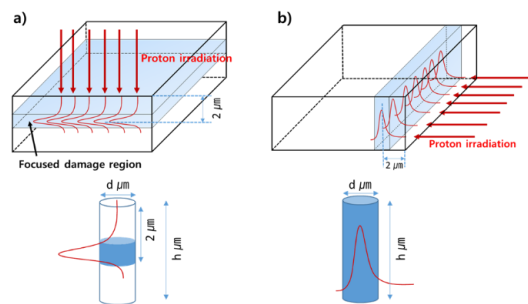 a)
Proton irradiation
2 µm
Focused damage region
d µm
2 µm
h µm
b)
Proton irradiation
2 µm
d µm
h µm